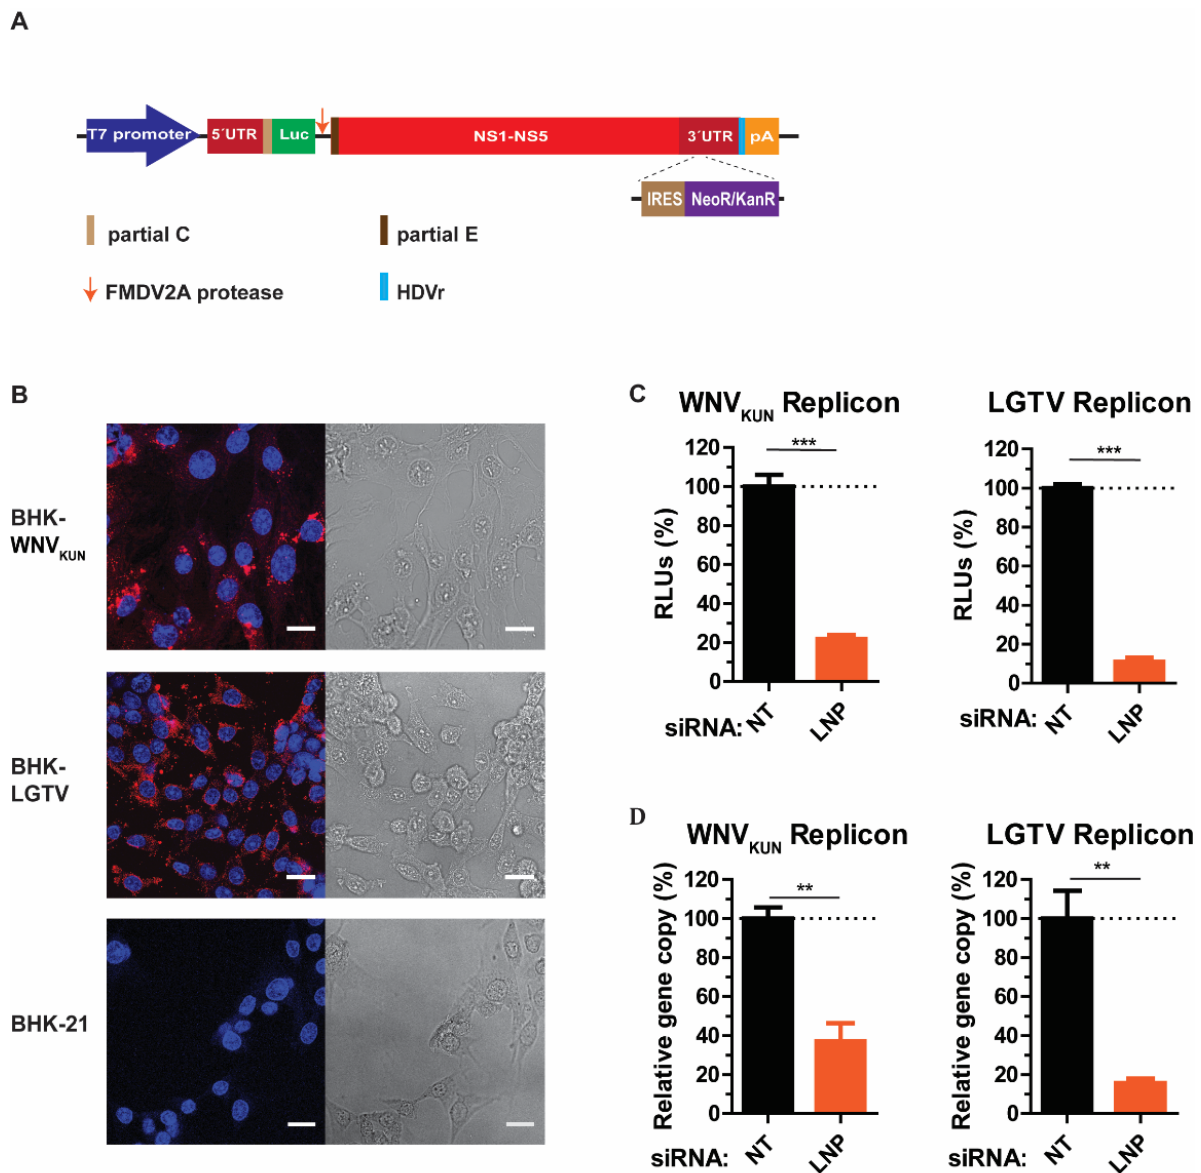 A
T7 promoter
5´UTR
Luc
NS1-NS5
3´UTR
pA
IRES
NeoR/KanR
partial C
partial E
FMDV2A protease
HDVr
B
BHK-
WNVKUN
BHK-
LGTV
BHK-21
C
WNVKUN Replicon
RLUs (%)
120
100
80
60
40
20
0
***
siRNA:
NT
LNP
LGTV Replicon
RLUs (%)
120
100
80
60
40
20
0
***
siRNA:
NT
LNP
D
WNVKUN Replicon
Relative gene copy (%)
120
100
80
60
40
20
0
**
siRNA:
NT
LNP
LGTV Replicon
Relative gene copy (%)
120
100
80
60
40
20
0
**
siRNA:
NT
LNP